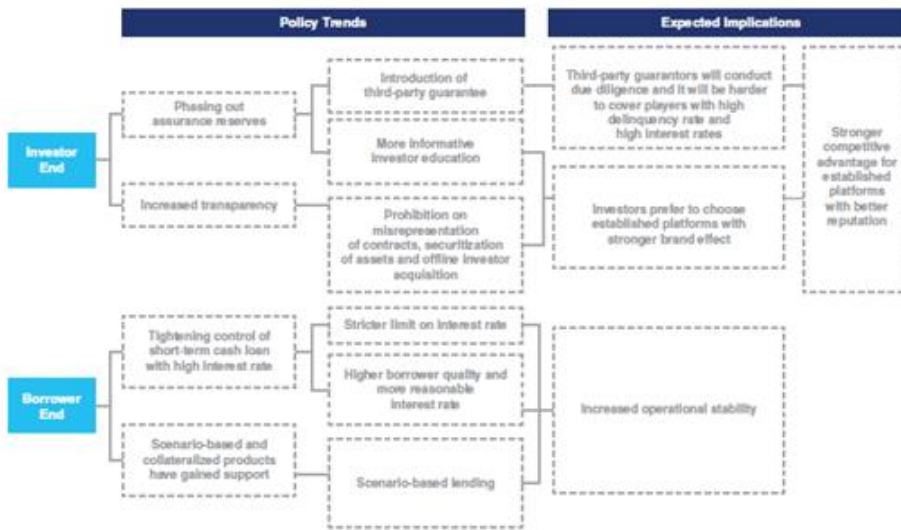 Policy Trends
Expected Implications
Investor
End
Phasing out
assurance reserves
Increased transparency
Introduction of
third-party guarantee
More informative
investor education
Prohibition on
misrepresentation
of contracts, securitization
of assets and offline investor
acquisition
Third-party guarantors will conduct
due diligence and it will be harder
to cover players with high
delinquency rate and
high interest rates
Investors prefer to choose
established platforms with
stronger brand effect
Stronger
competitive
advantage for
established
platforms
with better
reputation
Borrower
End
Tightening control of
short-term cash loan
with high interest rate
Scenario-based and
collateralized products
have gained support
Stricter limit on interest rate
Higher borrower quality and
more reasonable
interest rate
Scenario-based lending
Increased operational stability